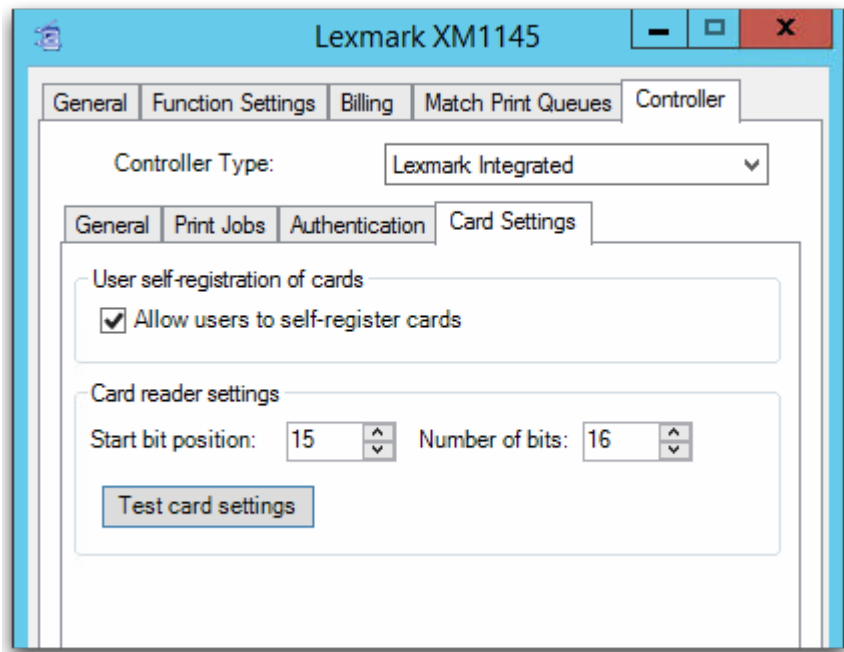 Lexmark XM1145
General Function Settings Billing Match Print Queues Controller
Controller Type: Lexmark Integrated
General Print Jobs Authentication Card Settings
User self-registration of cards
Allow users to self-register cards
Card reader settings
Start bit position: 15 Number of bits: 16
Test card settings